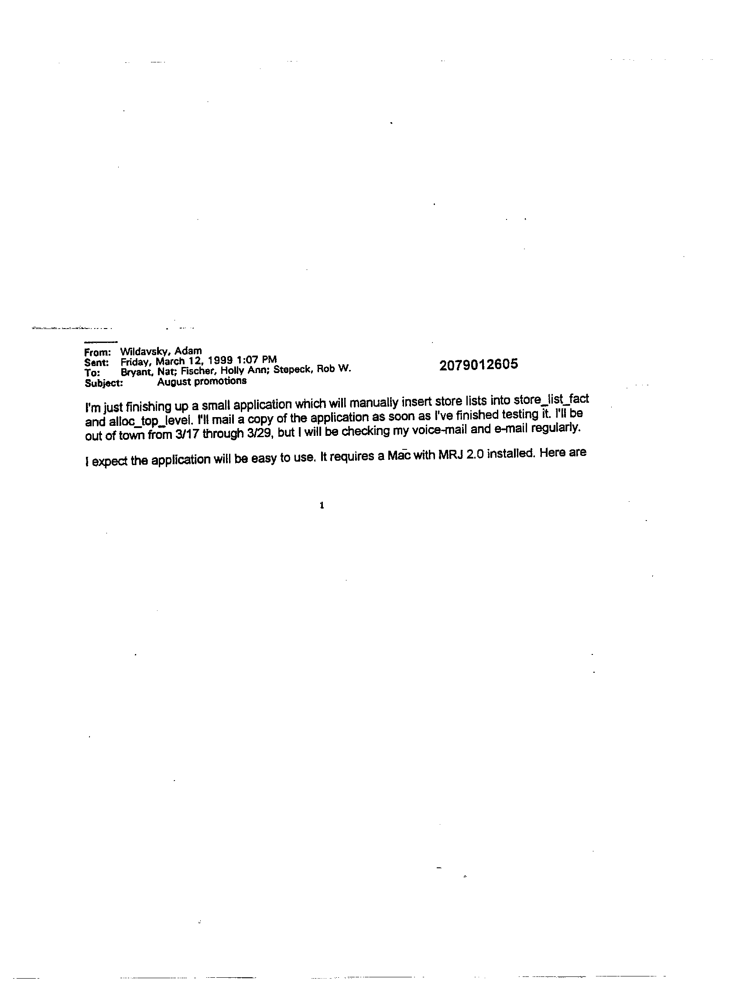 From: Wildavsky, Adam
Sent: Friday, March 12, 1999 1:07 PM
To: Bryant, Nat; Fischer, Holly Ann; Stepeck, Rob W.
Subject: August promotions
2079012605
I'm just finishing up a small application which will manually insert store lists into store_list_fact
and alloc_top_level. I'll mail a copy of the application as soon as I've finished testing it. I'll be
out of town from 3/17 through 3/29, but I will be checking my voice-mail and e-mail regularly.
I expect the application will be easy to use. It requires a Mac with MRJ 2.0 installed. Here are
1